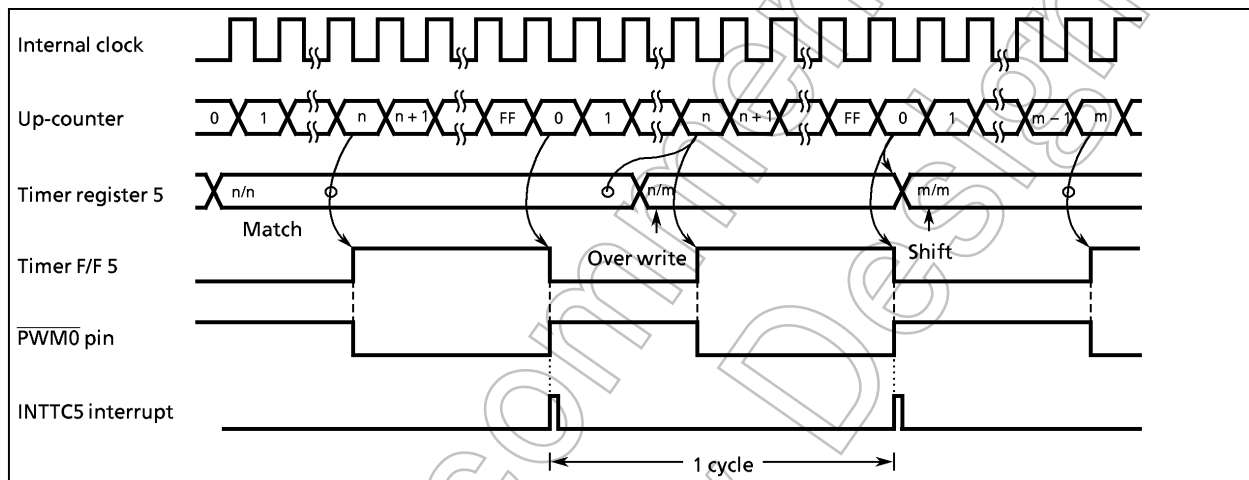 Internal clock
Up-counter
0 1 n n + 1 FF 0 1 n n + 1 FF 0 1 m – 1 m
Timer register 5
n/n n/m m/m
Match
Over write
Shift
Timer F/F 5
PWM0 pin
INTTC5 interrupt
1 cycle